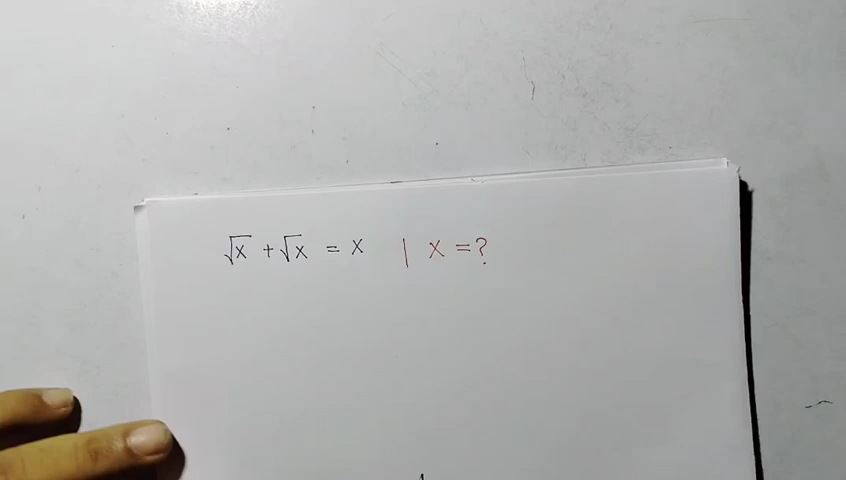 √x + √x = x | x = ?